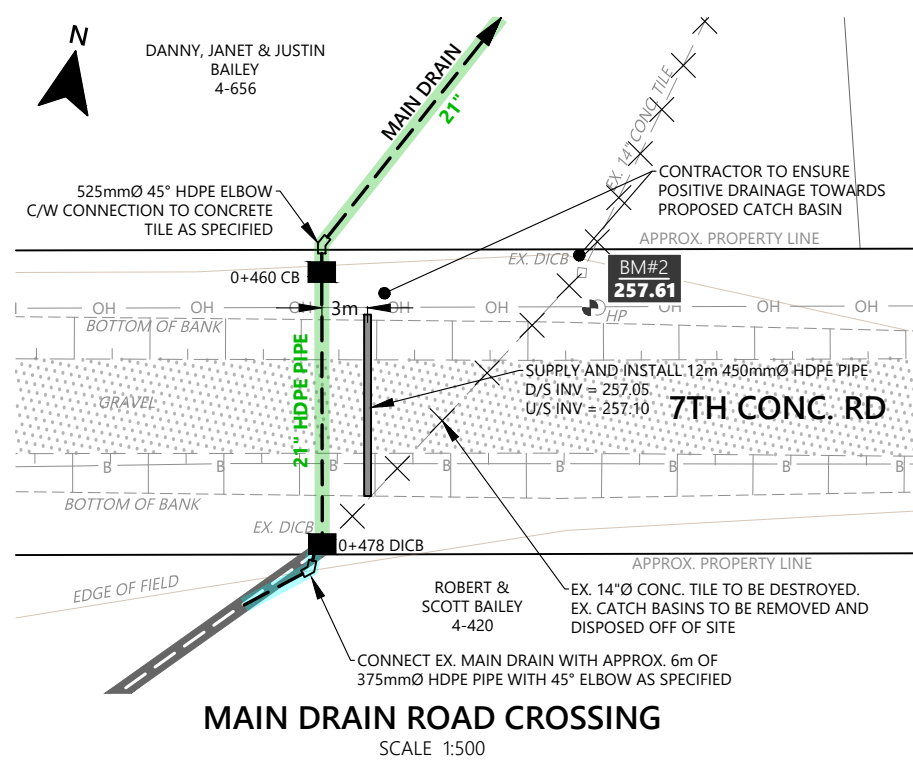 N
DANNY, JANET & JUSTIN
BAILEY
4-656
MAIN DRAIN
21"
EX. 14" CONC TILE
525mmØ 45° HDPE ELBOW
C/W CONNECTION TO CONCRETE
TILE AS SPECIFIED
CONTRACTOR TO ENSURE
POSITIVE DRAINAGE TOWARDS
PROPOSED CATCH BASIN
APPROX. PROPERTY LINE
EX. DICB
0+460 CB
BM#2
257.61
OH OH OH OH OH OH
3m
HP
BOTTOM OF BANK
SUPPLY AND INSTALL 12m 450mmØ HDPE PIPE
D/S INV = 257.05
U/S INV = 257.10
7TH CONC. RD
GRAVEL
21" HDPE PIPE
B B B B
BOTTOM OF BANK
EX. DICB
0+478 DICB
APPROX. PROPERTY LINE
EDGE OF FIELD
ROBERT &
SCOTT BAILEY
4-420
EX. 14"Ø CONC. TILE TO BE DESTROYED.
EX. CATCH BASINS TO BE REMOVED AND
DISPOSED OFF OF SITE
CONNECT EX. MAIN DRAIN WITH APPROX. 6m OF
375mmØ HDPE PIPE WITH 45° ELBOW AS SPECIFIED
MAIN DRAIN ROAD CROSSING
SCALE 1:500